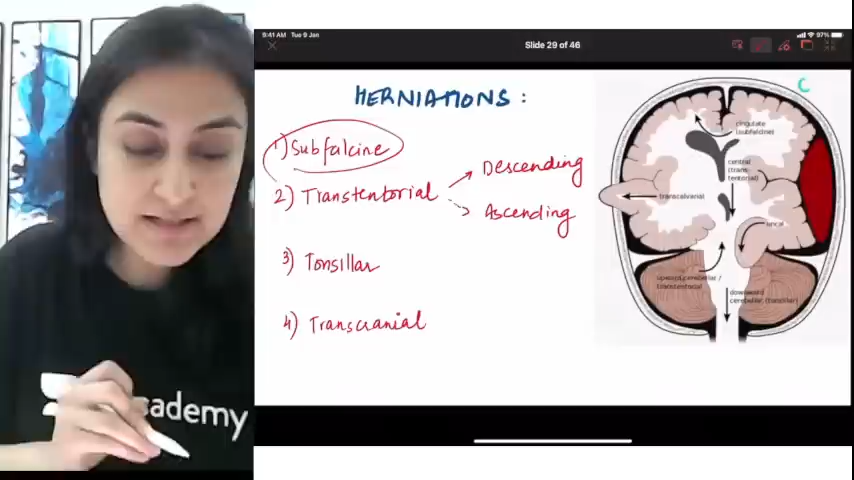 9:41 AM Tue 9 Jan
Slide 29 of 46
97%
HERNIATIONS :
1) Subfalcine
2) Transtentorial
Descending
Ascending
3) Tonsillar
4) Transcranial
C
cingulate
(subfalcine)
central
(trans
tentorial)
transcalvarial
uncal
upward cerebellar /
transtentorial
downward
cerebellar (tonsillar)
ademy